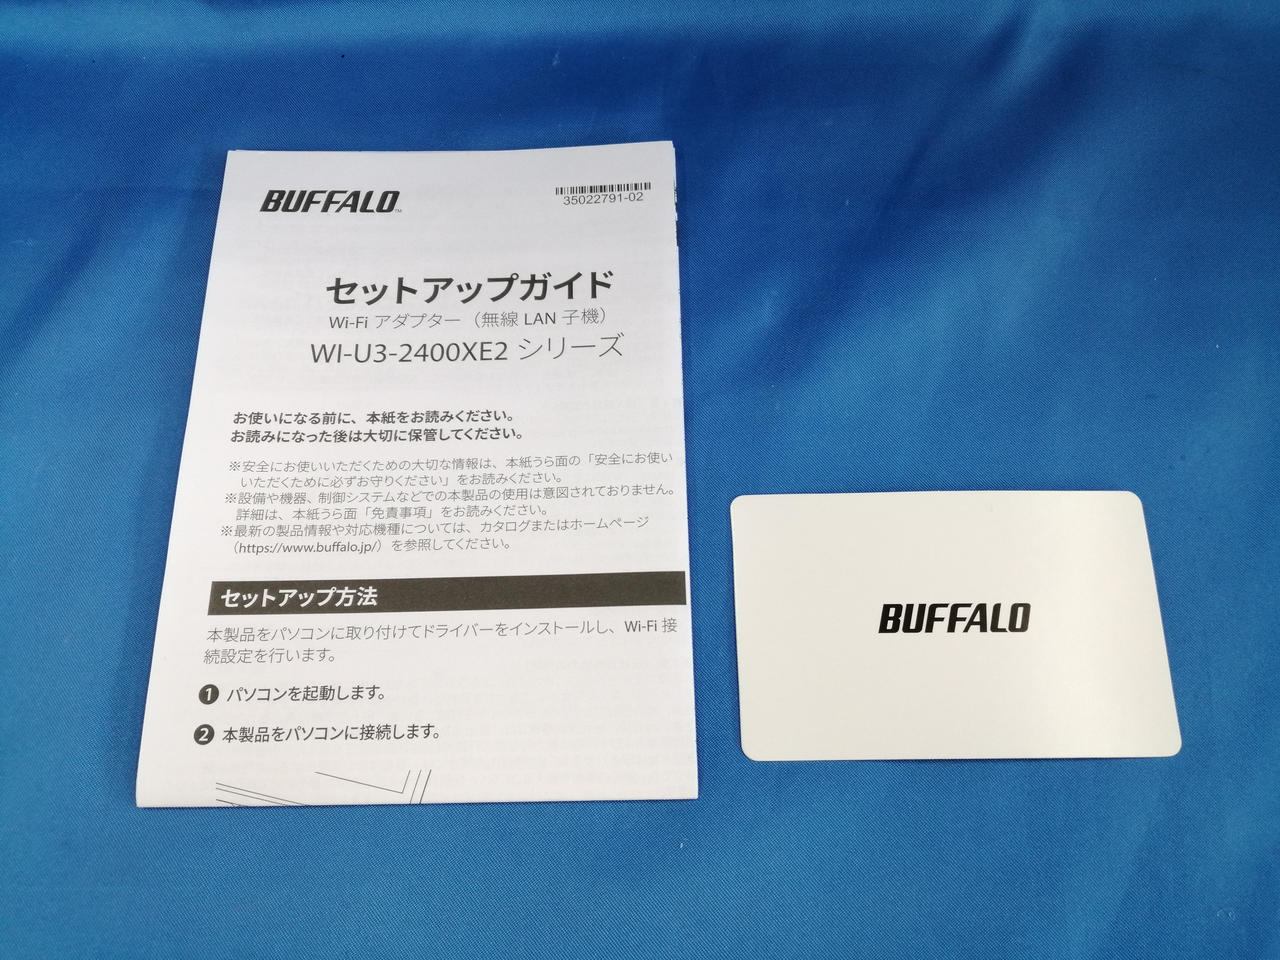 BUFFALO™
35022791-02
セットアップガイド
Wi-Fi アダプター（無線 LAN 子機）
WI-U3-2400XE2 シリーズ
お使いになる前に、本紙をお読みください。
お読みになった後は大切に保管してください。
※安全にお使いいただくための大切な情報は、本紙うら面の「安全にお使い
いただくために必ずお守りください」をお読みください。
※設備や機器、制御システムなどでの本製品の使用は意図されておりません。
詳細は、本紙うら面「免責事項」をお読みください。
※最新の製品情報や対応機種については、カタログまたはホームページ
（https://www.buffalo.jp/）を参照してください。
セットアップ方法
本製品をパソコンに取り付けてドライバーをインストールし、Wi-Fi 接
続設定を行います。
1 パソコンを起動します。
2 本製品をパソコンに接続します。
BUFFALO